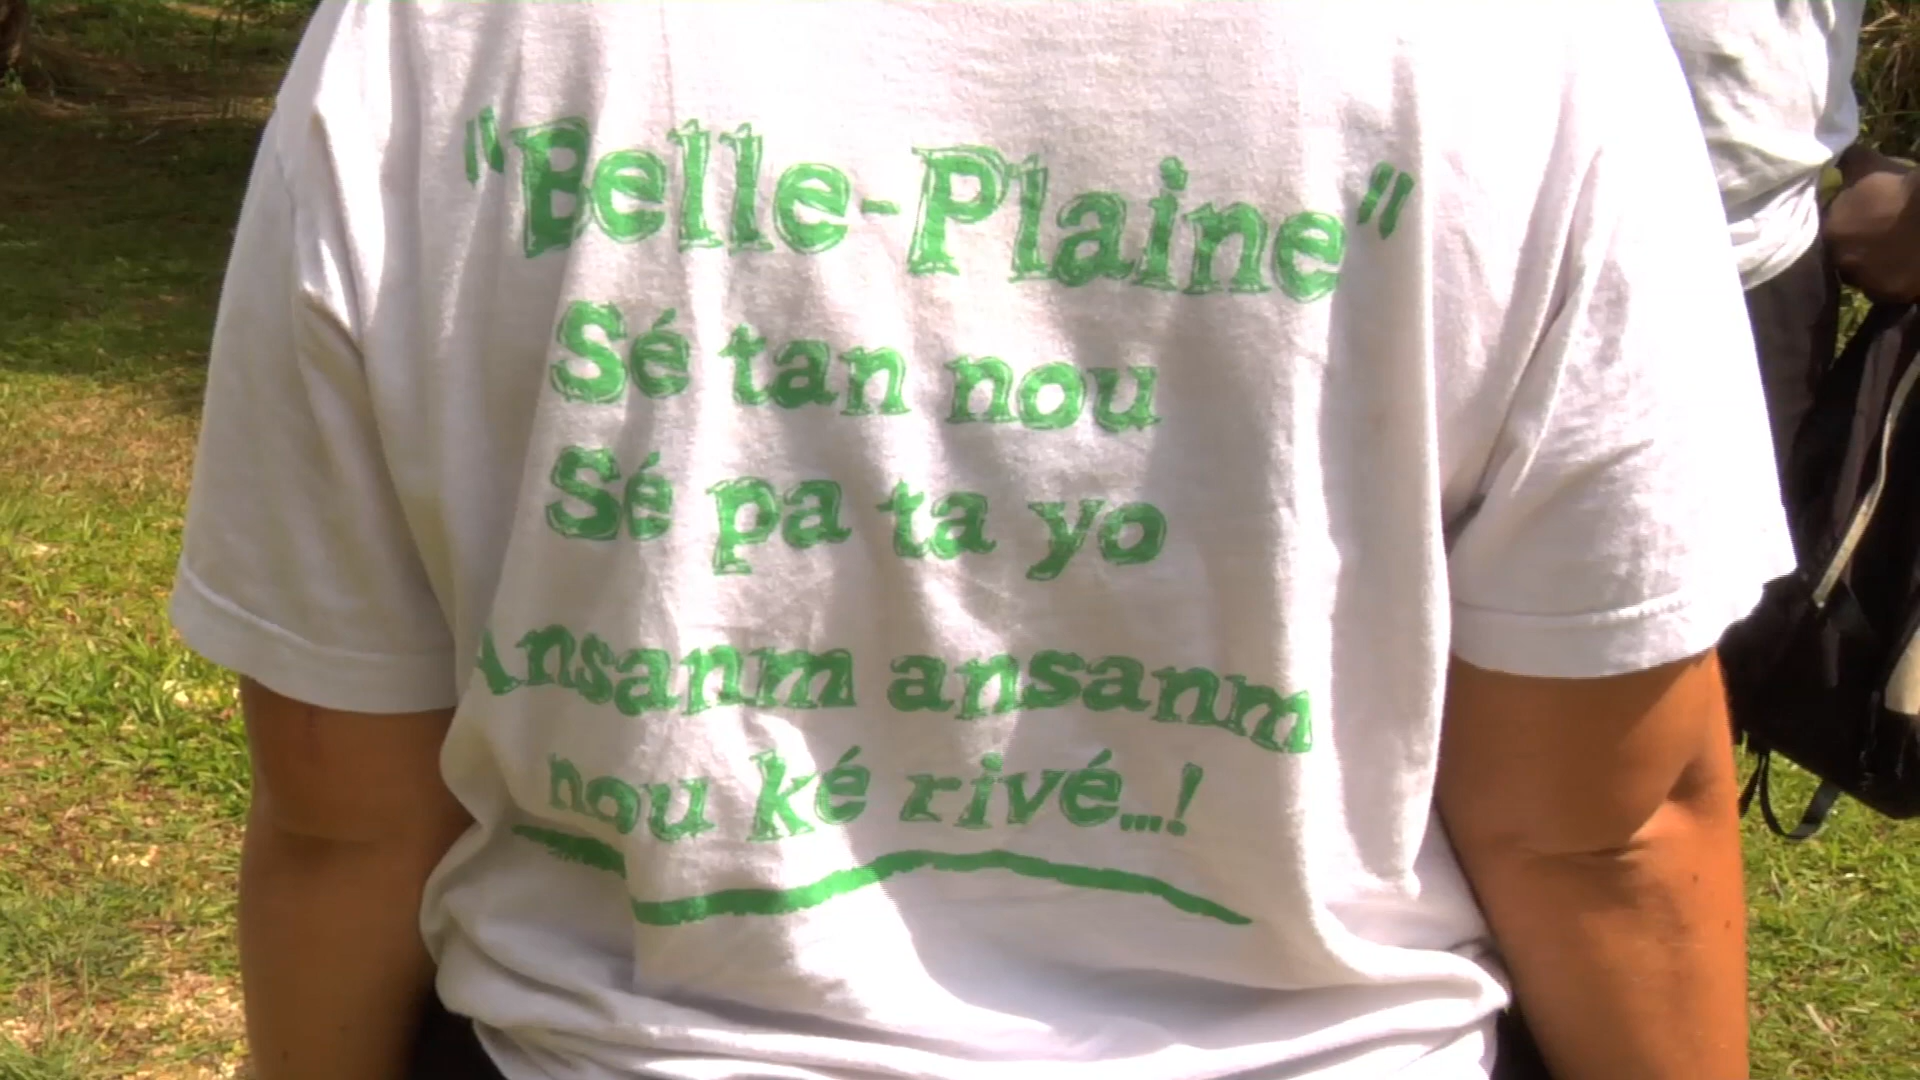 "Belle-Plaine"
Sé tan nou
Sé pa ta yo
Ansanm ansanm
nou ké rivé...!